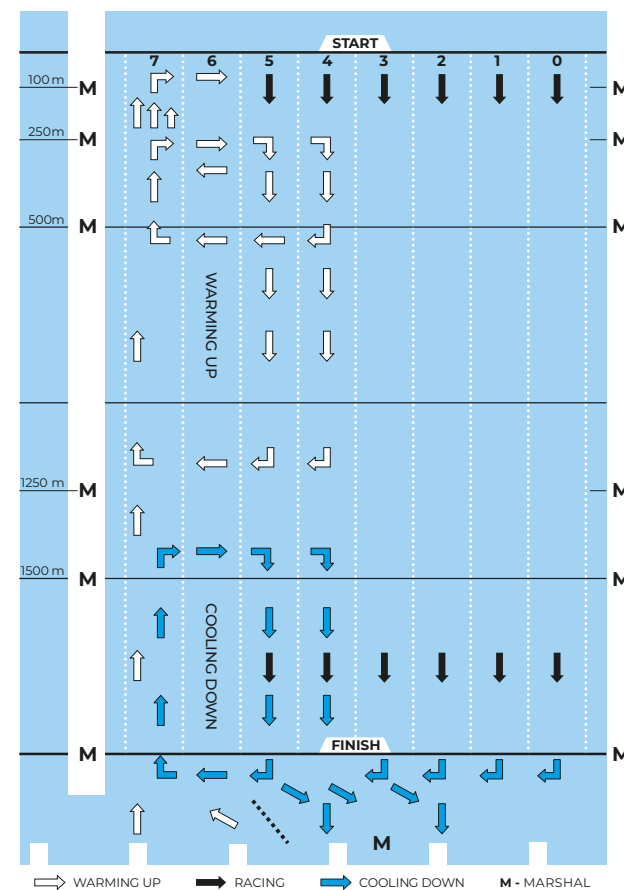 START
7 6 5 4 3 2 1 0
100 m M M
250m M M
500m M M
WARMING UP
1250 m M M
1500 m M M
COOLING DOWN
FINISH
M M
M
WARMING UP RACING COOLING DOWN M - MARSHAL